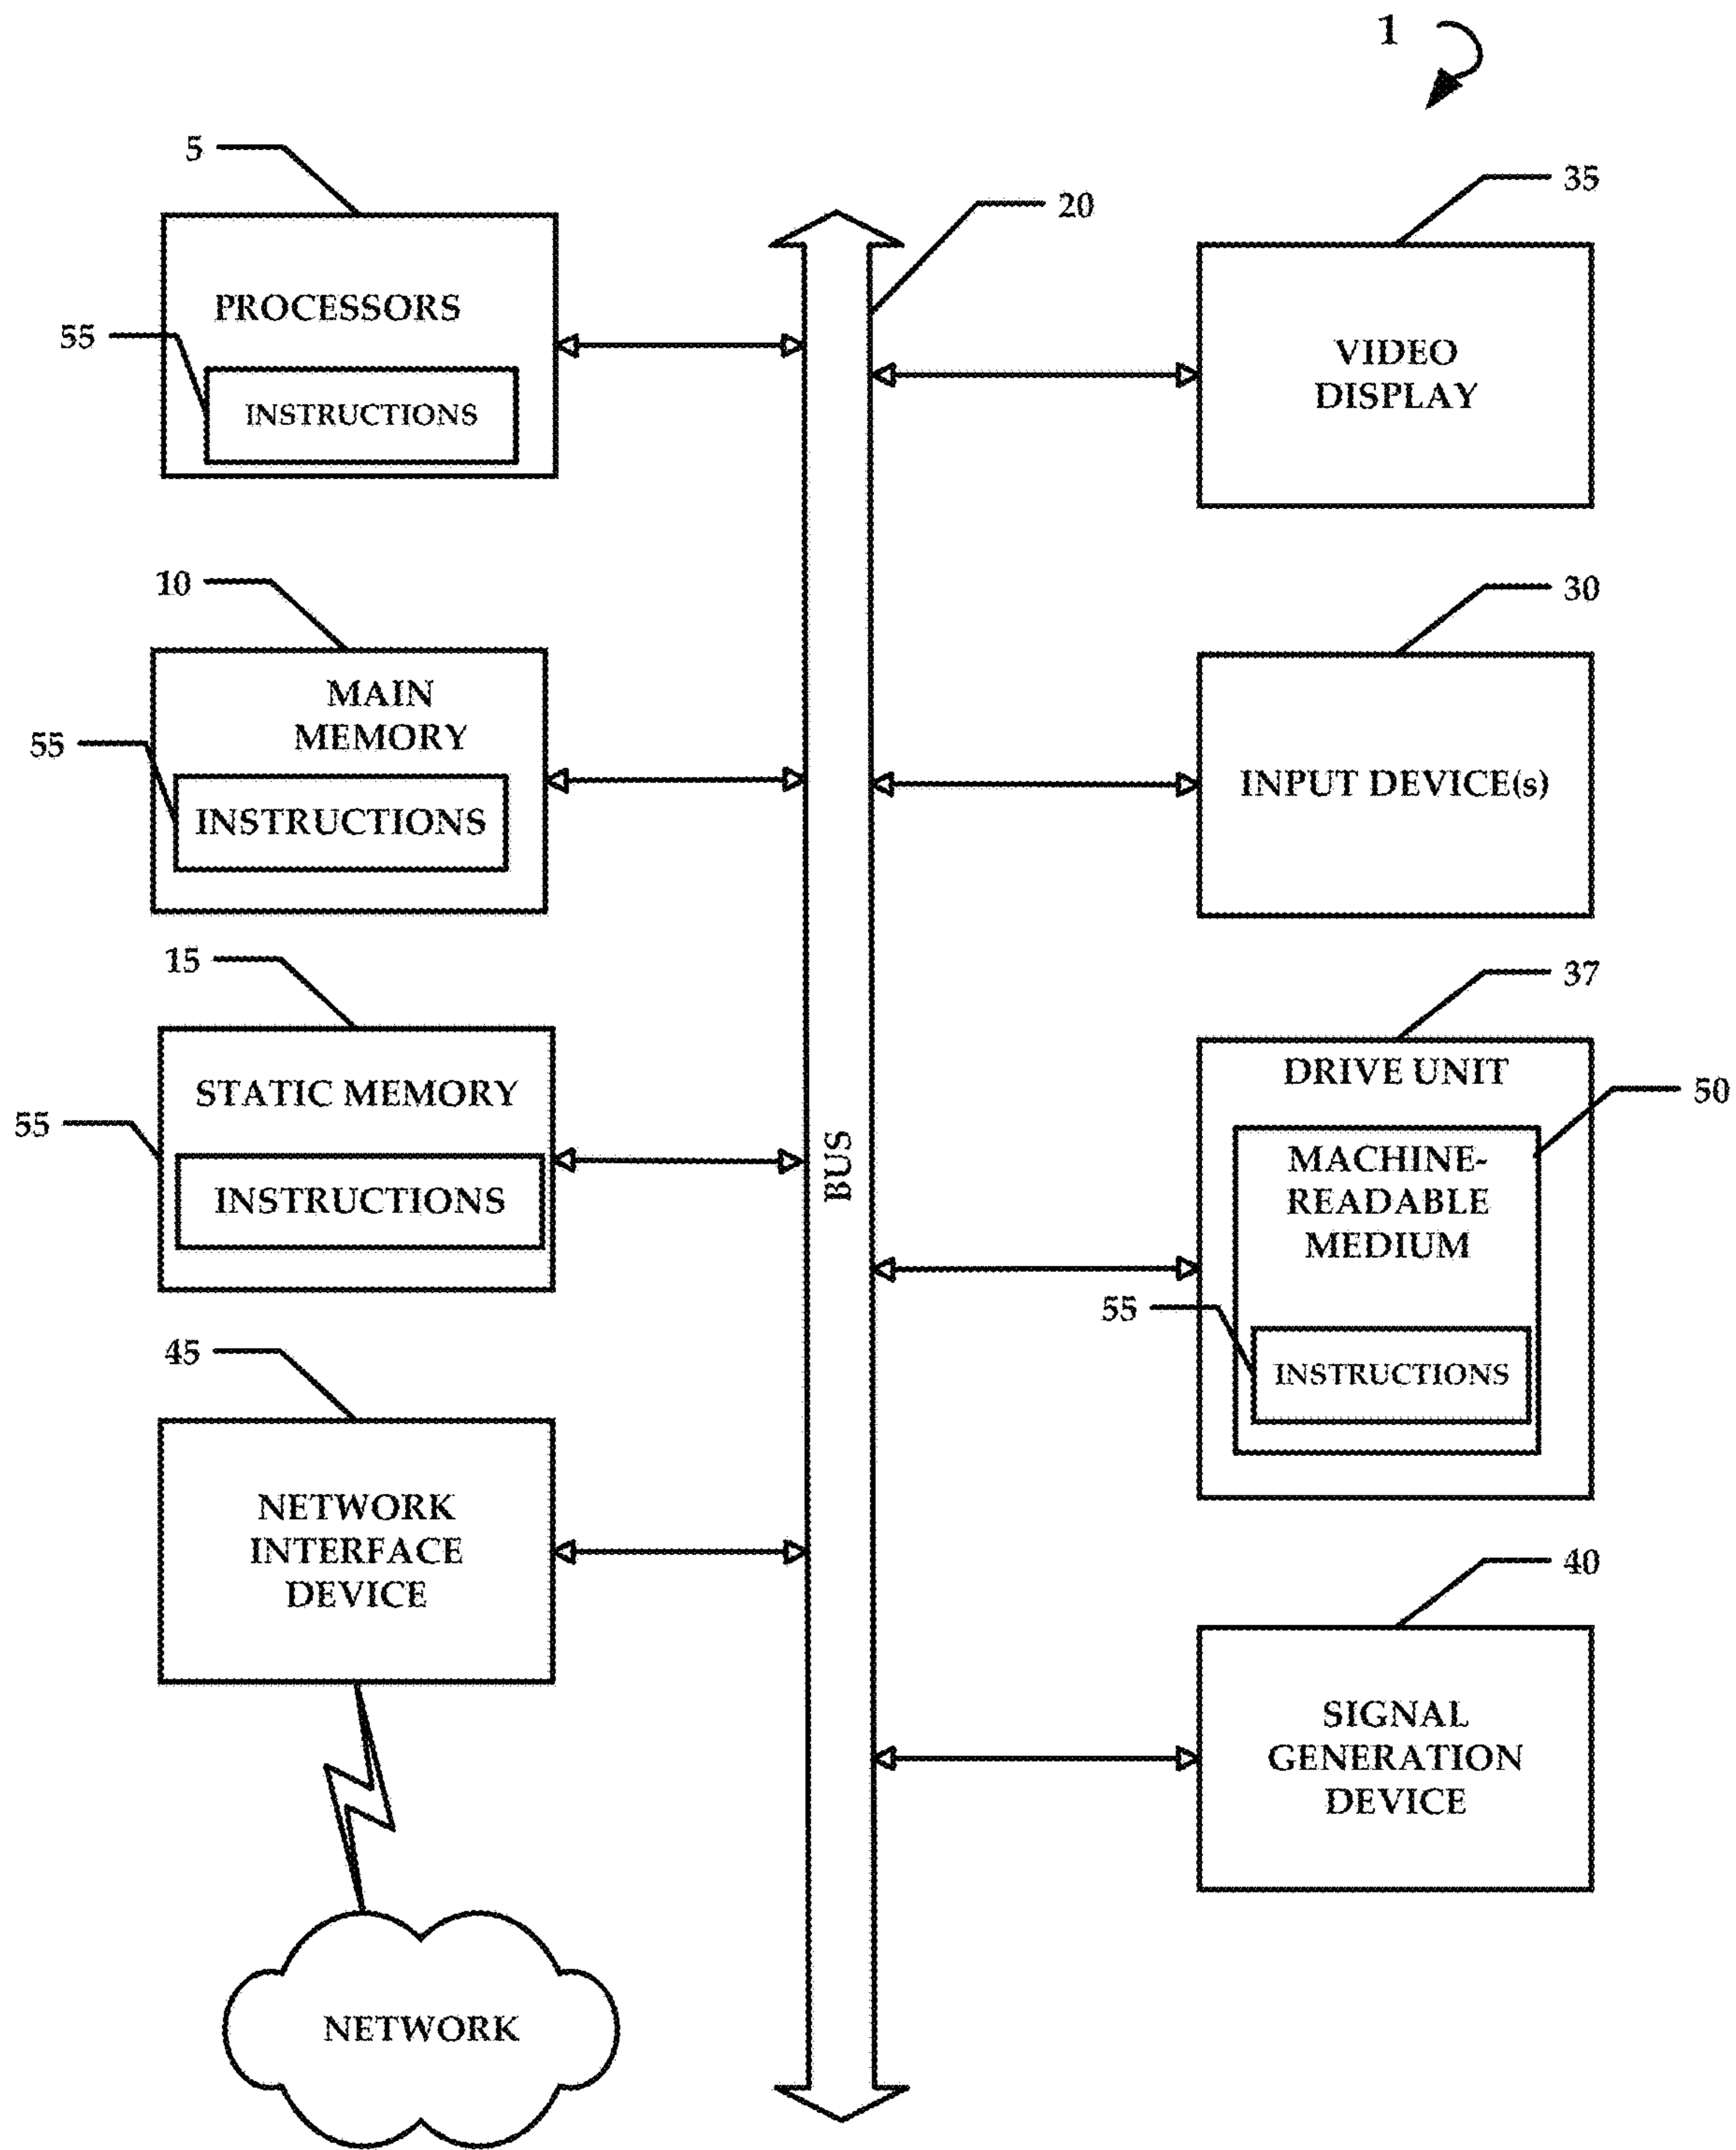 1
5
PROCESSORS
55
INSTRUCTIONS
10
MAIN
MEMORY
55
INSTRUCTIONS
15
STATIC MEMORY
55
INSTRUCTIONS
45
NETWORK
INTERFACE
DEVICE
NETWORK
20
BUS
35
VIDEO
DISPLAY
30
INPUT DEVICE(s)
37
DRIVE UNIT
50
MACHINE-
READABLE
MEDIUM
55
INSTRUCTIONS
40
SIGNAL
GENERATION
DEVICE